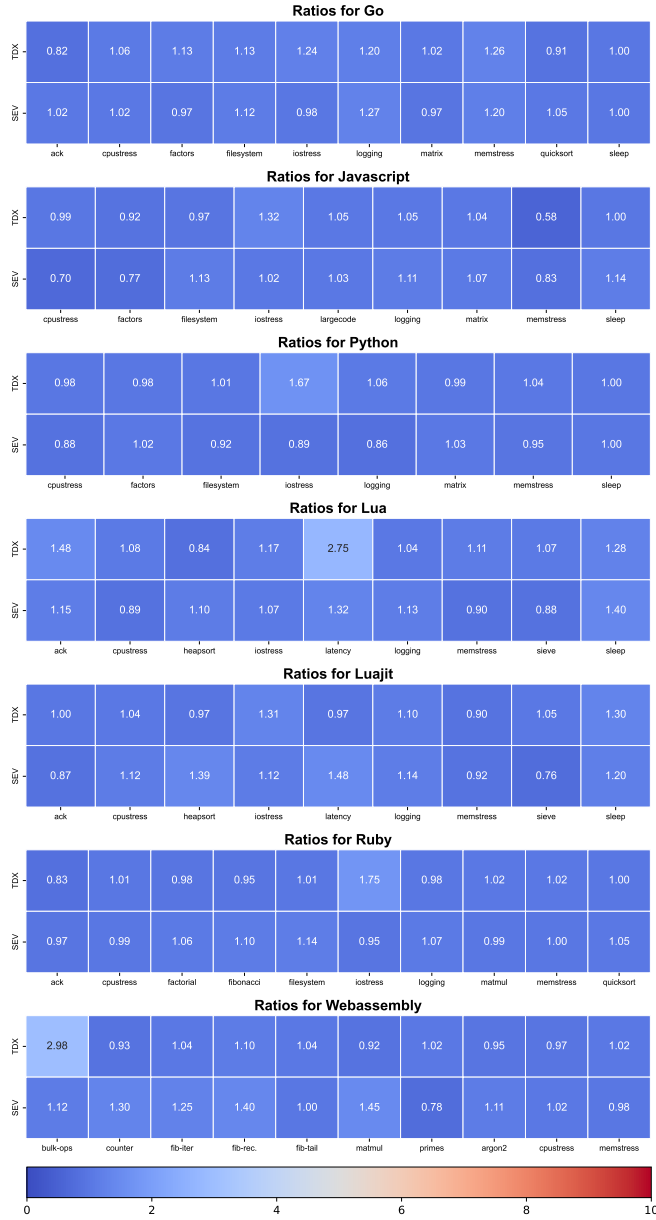 Ratios for Go
TDX 0.82 1.06 1.13 1.13 1.24 1.20 1.02 1.26 0.91 1.00
SEV 1.02 1.02 0.97 1.12 0.98 1.27 0.97 1.20 1.05 1.00
ack cpustress factors filesystem iostress logging matrix memstress quicksort sleep
Ratios for Javascript
TDX 0.99 0.92 0.97 1.32 1.05 1.05 1.04 0.58 1.00
SEV 0.70 0.77 1.13 1.02 1.03 1.11 1.07 0.83 1.14
cpustress factors filesystem iostress largecode logging matrix memstress sleep
Ratios for Python
TDX 0.98 0.98 1.01 1.67 1.06 0.99 1.04 1.00
SEV 0.88 1.02 0.92 0.89 0.86 1.03 0.95 1.00
cpustress factors filesystem iostress logging matrix memstress sleep
Ratios for Lua
TDX 1.48 1.08 0.84 1.17 2.75 1.04 1.11 1.07 1.28
SEV 1.15 0.89 1.10 1.07 1.32 1.13 0.90 0.88 1.40
ack cpustress heapsort iostress latency logging memstress sieve sleep
Ratios for Luajit
TDX 1.00 1.04 0.97 1.31 0.97 1.10 0.90 1.05 1.30
SEV 0.87 1.12 1.39 1.12 1.48 1.14 0.92 0.76 1.20
ack cpustress heapsort iostress latency logging memstress sieve sleep
Ratios for Ruby
TDX 0.83 1.01 0.98 0.95 1.01 1.75 0.98 1.02 1.02 1.00
SEV 0.97 0.99 1.06 1.10 1.14 0.95 1.07 0.99 1.00 1.05
ack cpustress factorial fibonacci filesystem iostress logging matmul memstress quicksort
Ratios for Webassembly
TDX 2.98 0.93 1.04 1.10 1.04 0.92 1.02 0.95 0.97 1.02
SEV 1.12 1.30 1.25 1.40 1.00 1.45 0.78 1.11 1.02 0.98
bulk-ops counter fib-iter fib-rec. fib-tail matmul primes argon2 cpustress memstress
0 2 4 6 8 10